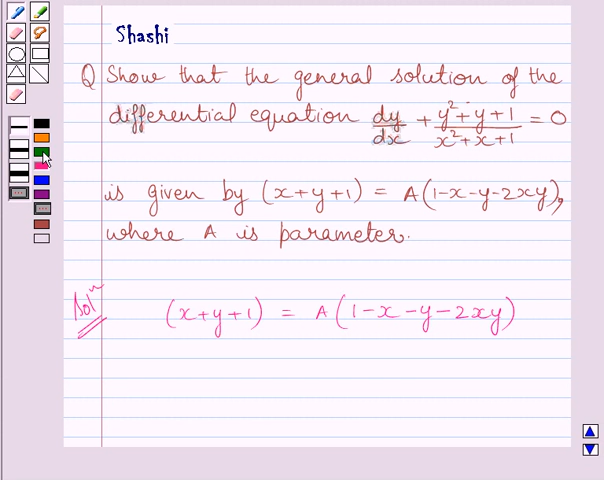 Shashi
Q Show that the general solution of the
differential equation dy/dx + (y²+y+1)/(x²+x+1) = 0
is given by (x+y+1) = A(1-x-y-2xy),
where A is parameter.
Solⁿ (x+y+1) = A(1-x-y-2xy)